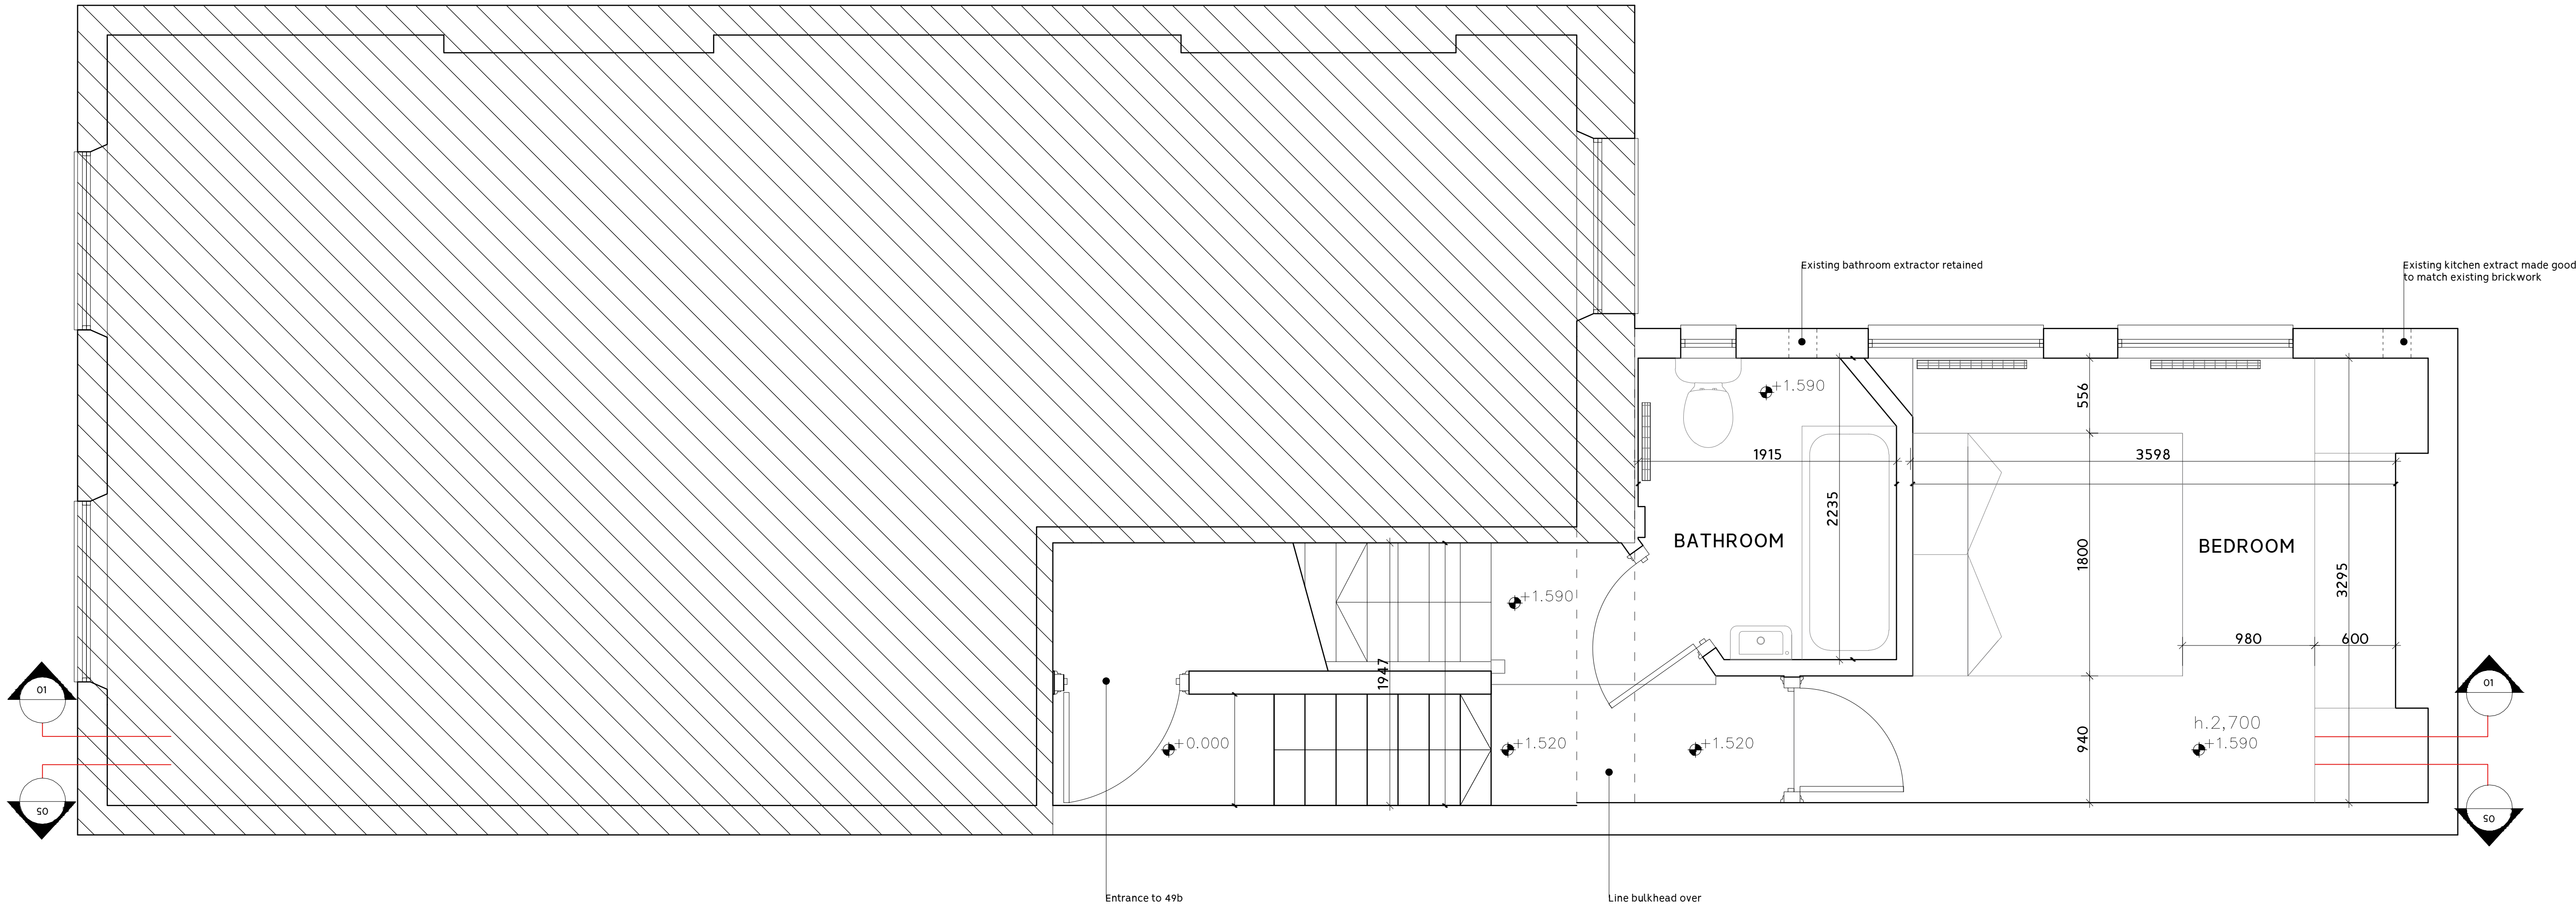 Existing bathroom extractor retained
Existing kitchen extract made good
to match existing brickwork
+1.590
556
1915
3598
2235
BATHROOM
BEDROOM
1800
3295
+1.590
980
600
1947
01
01
h.2,700
+0.000
+1.520
+1.520
940
+1.590
05
05
Entrance to 49b
Line bulkhead over